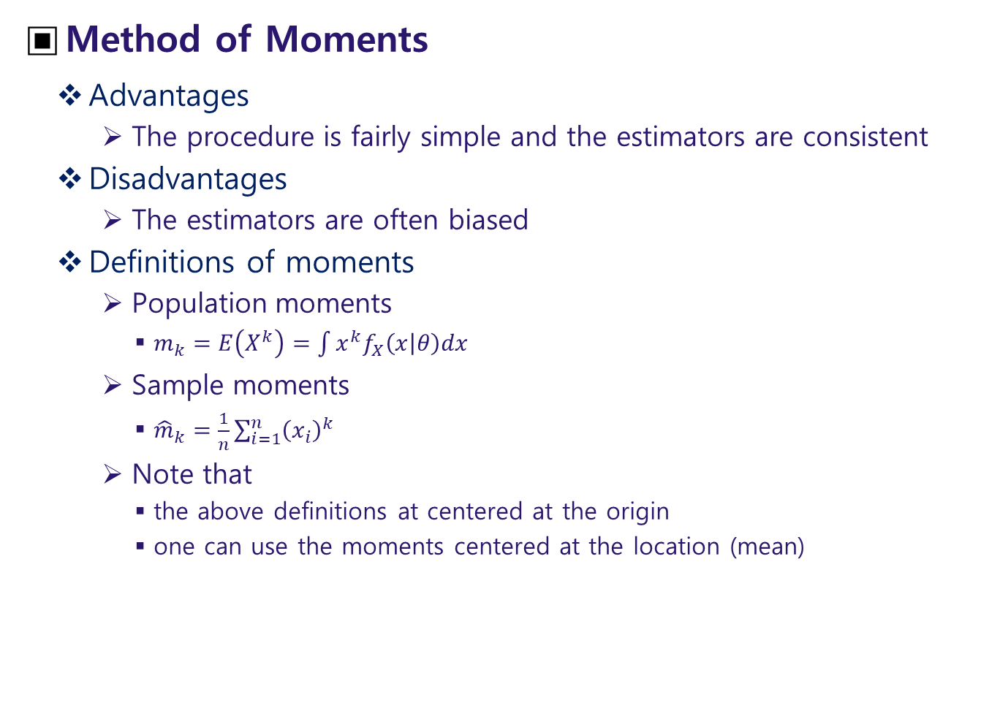 ▣ Method of Moments
❖ Advantages
➢ The procedure is fairly simple and the estimators are consistent
❖ Disadvantages
➢ The estimators are often biased
❖ Definitions of moments
➢ Population moments
▪ $m_k = E(X^k) = \int x^k f_X(x|\theta)dx$
➢ Sample moments
▪ $\widehat{m}_k = \frac{1}{n}\sum_{i=1}^{n}(x_i)^k$
➢ Note that
▪ the above definitions at centered at the origin
▪ one can use the moments centered at the location (mean)